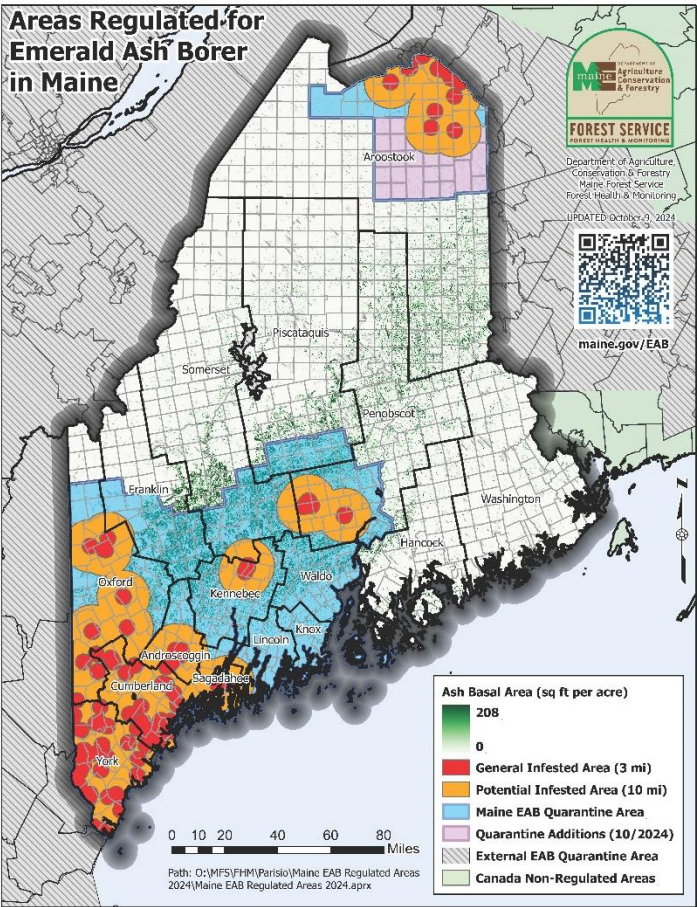 Areas Regulated for
Emerald Ash Borer
in Maine
maine
DEPARTMENT OF
Agriculture
Conservation
& Forestry
FOREST SERVICE
FOREST HEALTH & MONITORING
Department of Agriculture,
Conservation & Forestry
Maine Forest Service
Forest Health & Monitoring
UPDATED October 9, 2024
maine.gov/EAB
Aroostook
Piscataquis
Somerset
Penobscot
Franklin
Washington
Hancock
Oxford
Kennebec
Waldo
Knox
Lincoln
Androscoggin
Sagadahoc
Cumberland
York
N
Ash Basal Area (sq ft per acre)
208
0
General Infested Area (3 mi)
Potential Infested Area (10 mi)
Maine EAB Quarantine Area
Quarantine Additions (10/2024)
External EAB Quarantine Area
Canada Non-Regulated Areas
0 10 20 40 60 80
Miles
Path: O:\MFS\FHM\Parisio\Maine EAB Regulated Areas
2024\Maine EAB Regulated Areas 2024.aprx